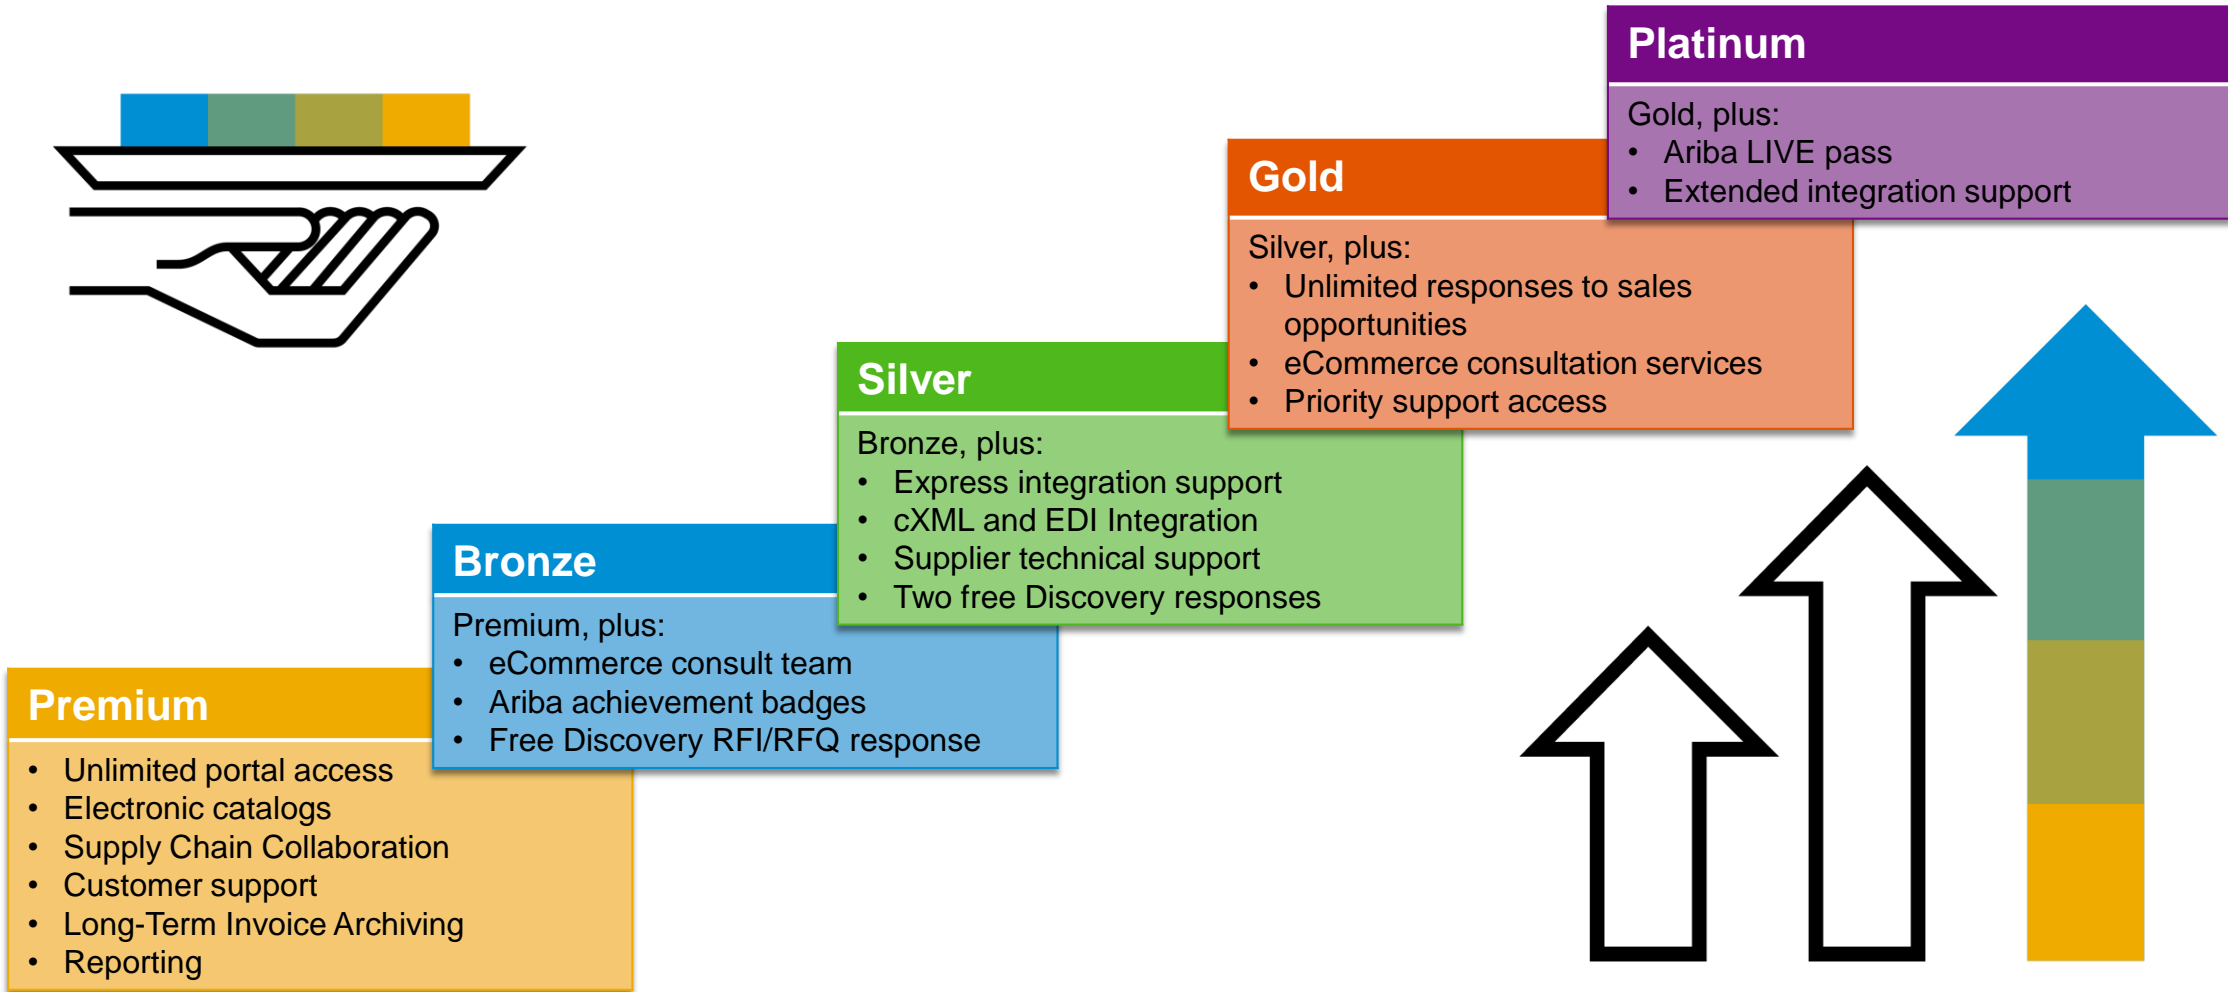 Platinum
Gold, plus:
• Ariba LIVE pass
• Extended integration support
Gold
Silver, plus:
• Unlimited responses to sales
opportunities
• eCommerce consultation services
• Priority support access
Silver
Bronze, plus:
• Express integration support
• cXML and EDI Integration
• Supplier technical support
• Two free Discovery responses
Bronze
Premium, plus:
• eCommerce consult team
• Ariba achievement badges
• Free Discovery RFI/RFQ response
Premium
• Unlimited portal access
• Electronic catalogs
• Supply Chain Collaboration
• Customer support
• Long-Term Invoice Archiving
• Reporting